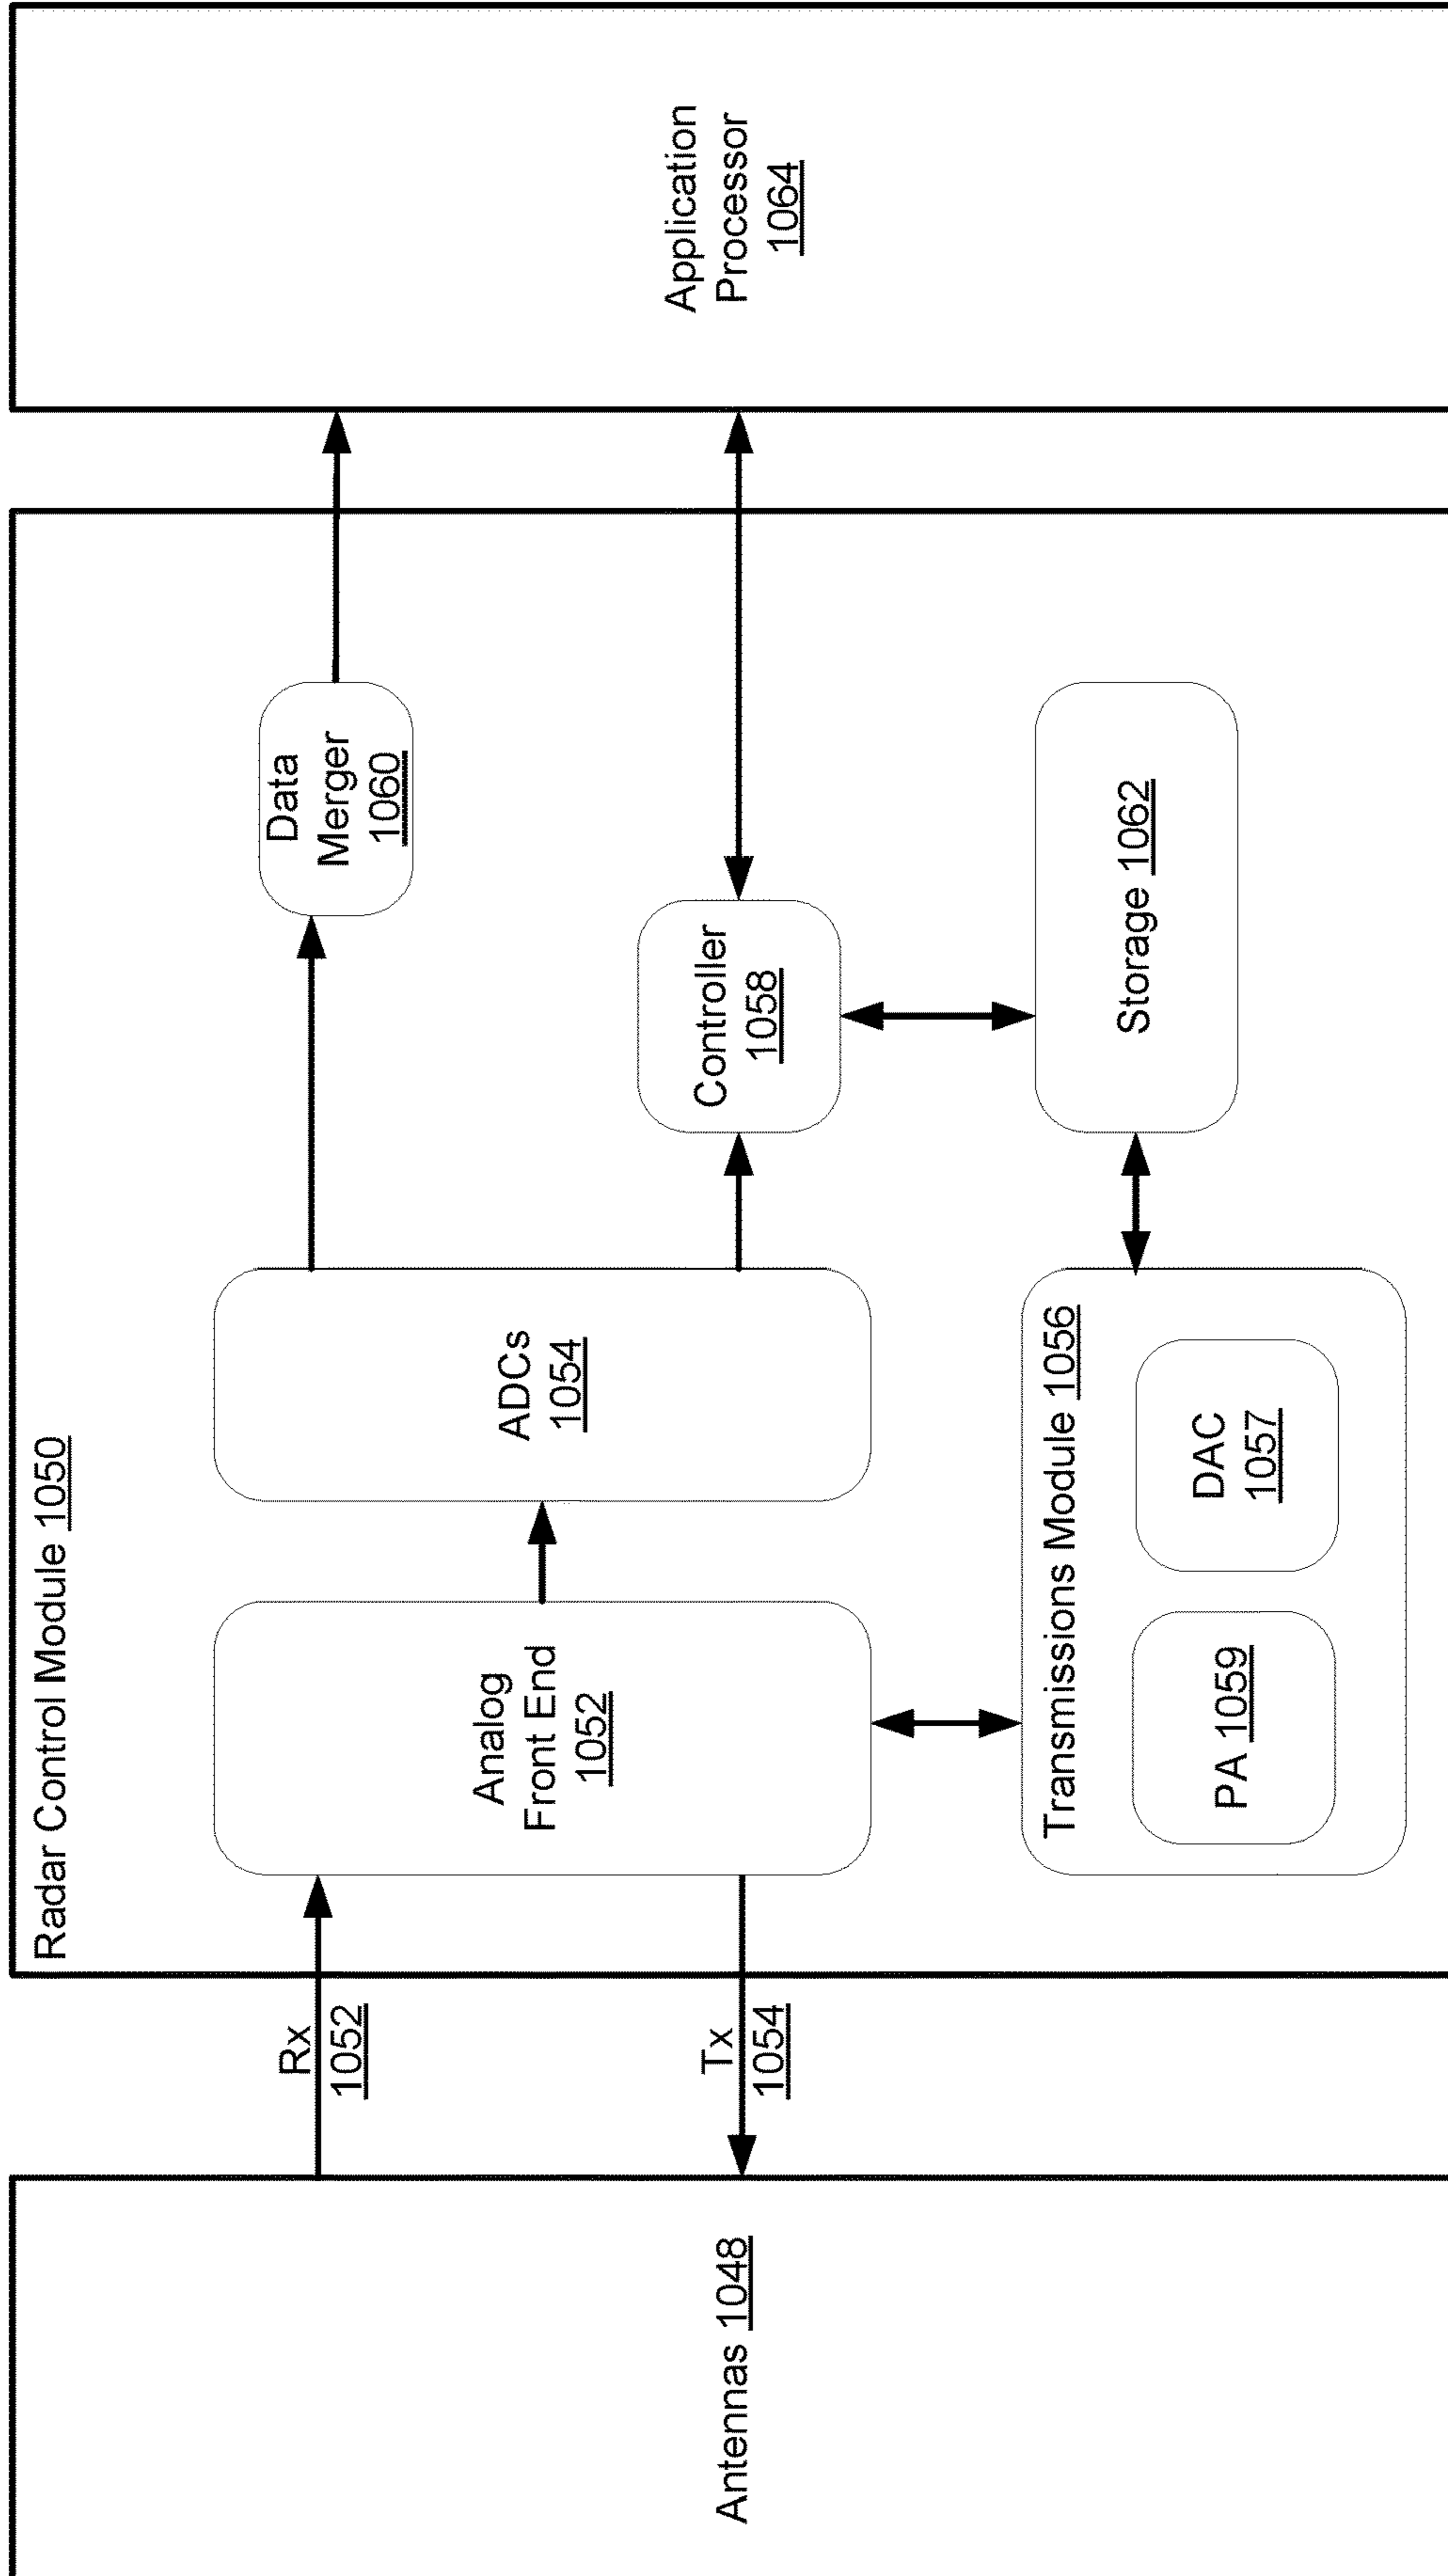 Antennas 1048
Rx
1052
Tx
1054
Radar Control Module 1050
Analog
Front End
1052
ADCs
1054
Transmissions Module 1056
PA 1059
DAC
1057
Data
Merger
1060
Controller
1058
Storage 1062
Application
Processor
1064